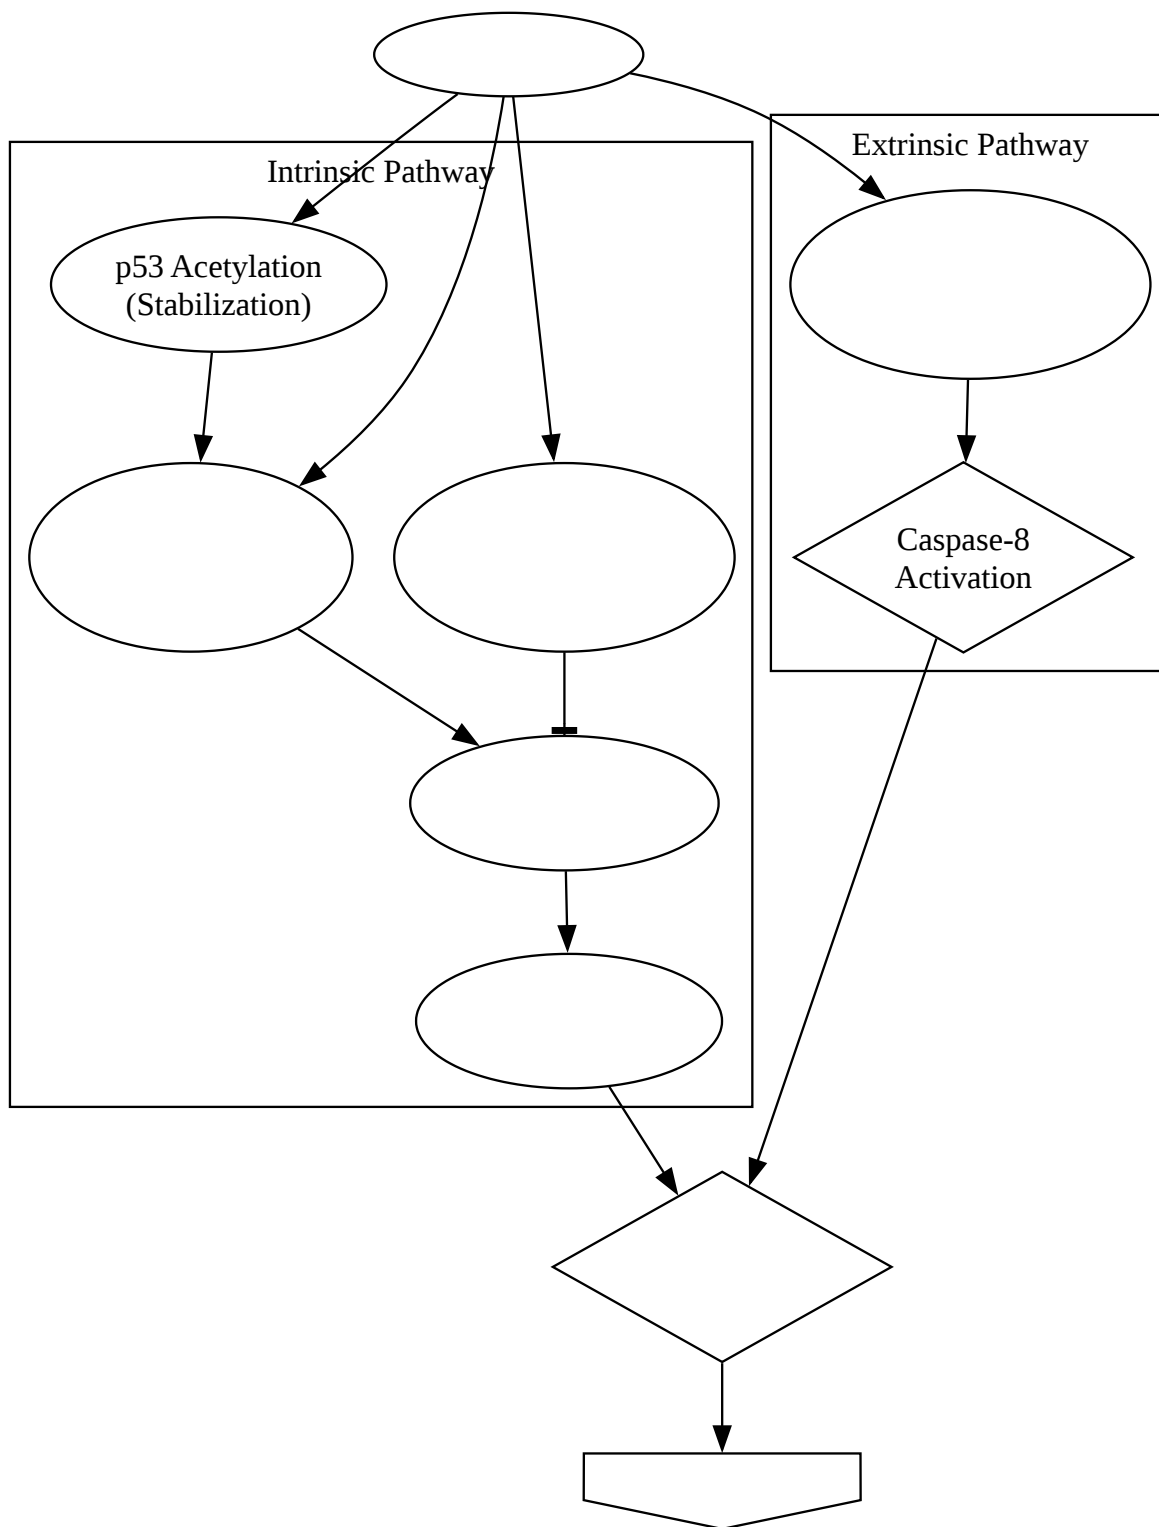 Intrinsic Pathway
Extrinsic Pathway
p53 Acetylation
(Stabilization)
Caspase-8
Activation